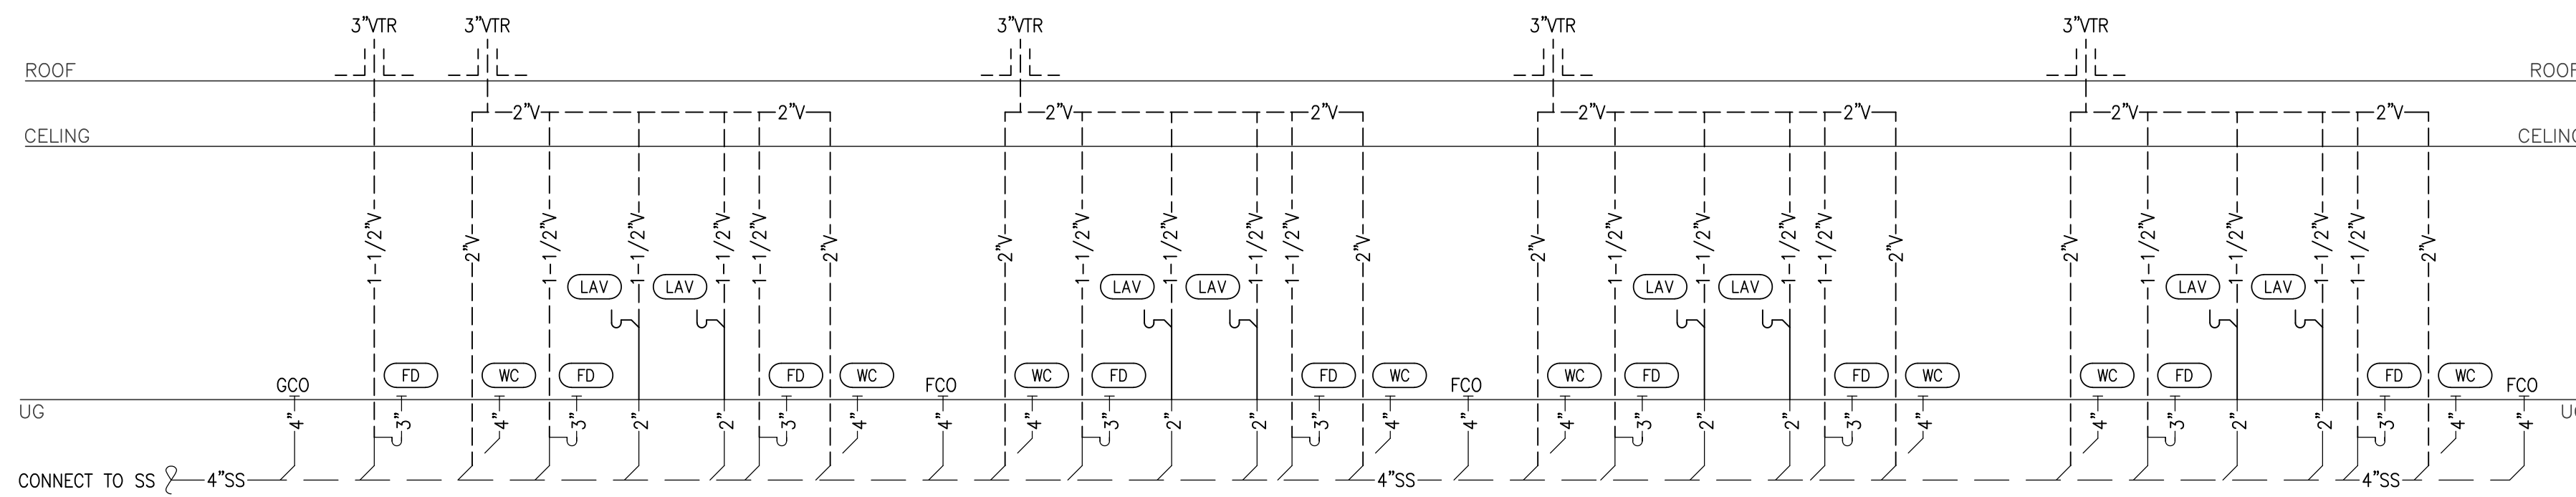 3"VTR 3"VTR 3"VTR 3"VTR 3"VTR
ROOF ROOF
2"V 2"V 2"V 2"V 2"V 2"V 2"V 2"V
CELING CELING
1-1/2"V 2"V 1-1/2"V 1-1/2"V 1-1/2"V 1-1/2"V 2"V 2"V 1-1/2"V 1-1/2"V 1-1/2"V 1-1/2"V 2"V 2"V 1-1/2"V 1-1/2"V 1-1/2"V 1-1/2"V 2"V 2"V 1-1/2"V 1-1/2"V 1-1/2"V 1-1/2"V 2"V
LAV LAV LAV LAV LAV LAV LAV LAV
FD WC FD FD WC WC FD FD WC WC FD FD WC WC FD FD WC
GCO FCO FCO FCO
UG UG
4" 3" 4" 3" 2" 2" 3" 4" 4" 4" 3" 2" 2" 3" 4" 4" 4" 3" 2" 2" 3" 4" 4" 3" 2" 2" 3" 4" 4"
CONNECT TO SS 4"SS 4"SS 4"SS